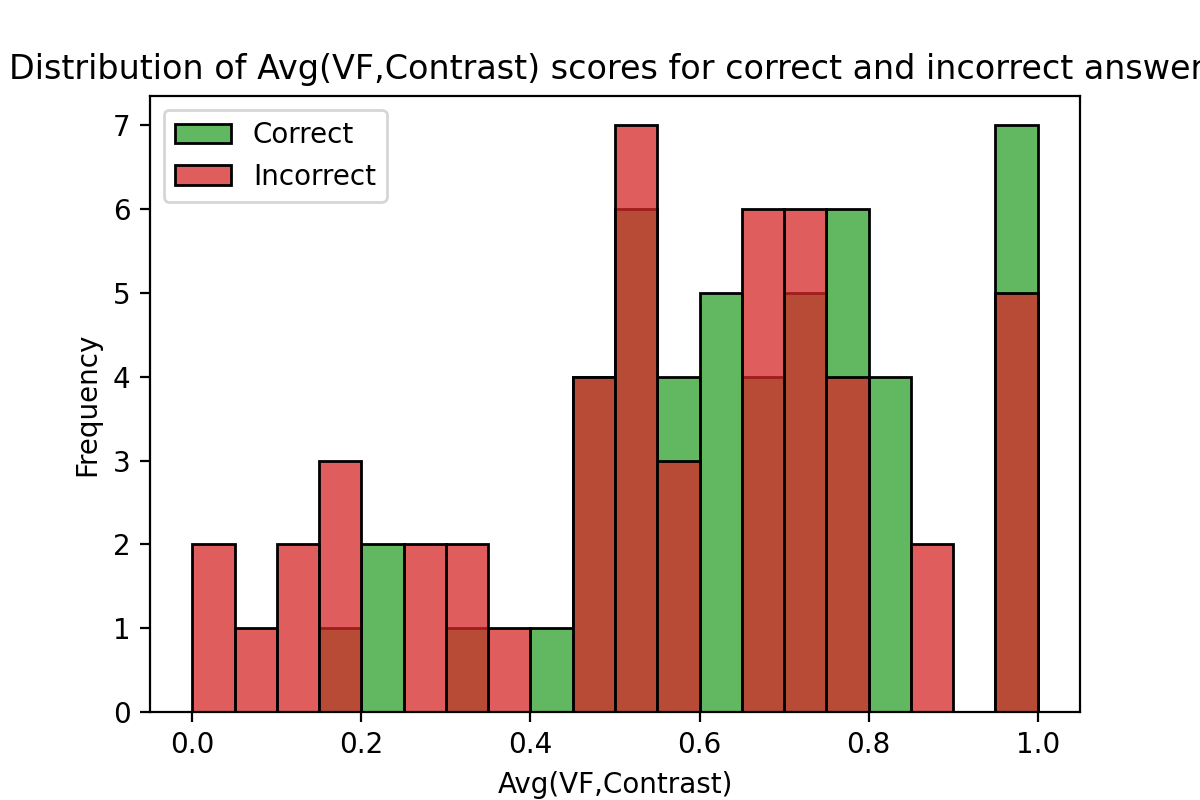 Distribution of Avg(VF,Contrast) scores for correct and incorrect answer
Correct
Incorrect
Frequency
7
6
5
4
3
2
1
0
0.0 0.2 0.4 0.6 0.8 1.0
Avg(VF,Contrast)